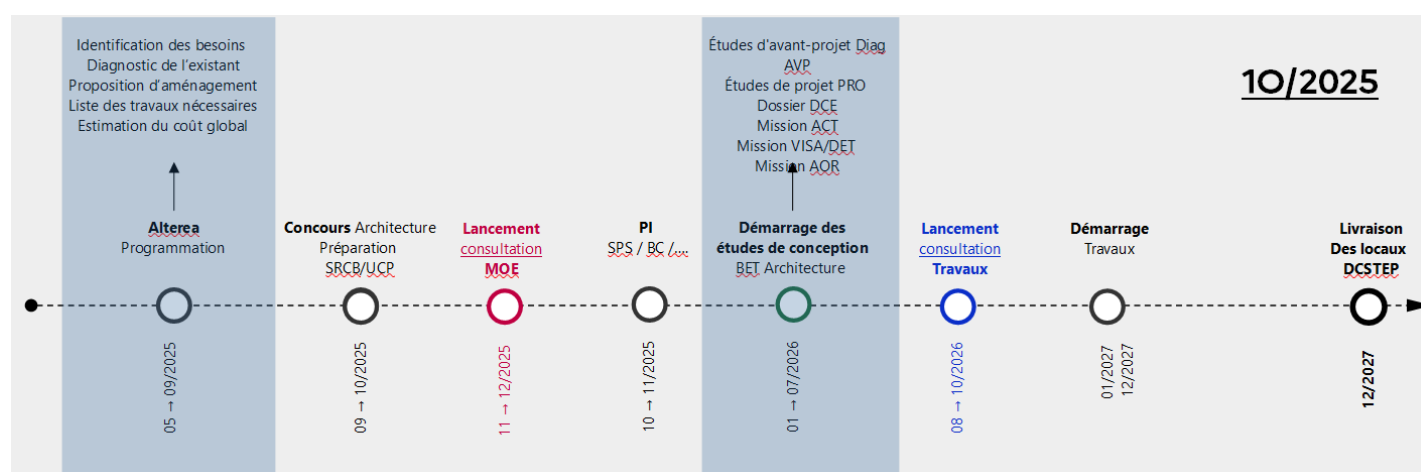 Identification des besoins
Diagnostic de l'existant
Proposition d'aménagement
Liste des travaux nécessaires
Estimation du coût global
Études d'avant-projet Diag
AVP
Études de projet PRO
Dossier DCE
Mission ACT
Mission VISA/DET
Mission AOR
10/2025
Alterea
Programmation
Concours Architecture
Préparation
SRCB/UCP
Lancement
consultation
MOE
PI
SPS / BC /....
Démarrage des
études de conception
BET Architecture
Lancement
consultation
Travaux
Démarrage
Travaux
Livraison
Des locaux
DCSTEP
05 → 09/2025
09 → 10/2025
11 → 12/2025
10 → 11/2025
01 → 07/2026
08 → 10/2026
01/2027
12/2027
12/2027